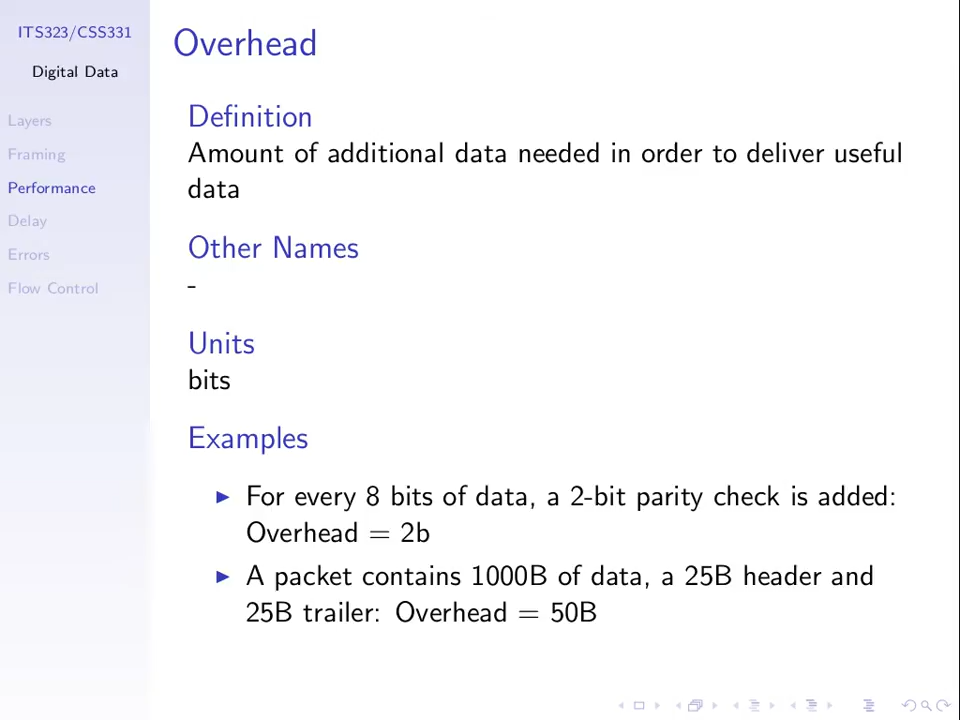 ITS323/CSS331
Digital Data
Layers
Framing
Performance
Delay
Errors
Flow Control
Overhead
Definition
Amount of additional data needed in order to deliver useful
data
Other Names
-
Units
bits
Examples
▶ For every 8 bits of data, a 2-bit parity check is added:
Overhead = 2b
▶ A packet contains 1000B of data, a 25B header and
25B trailer: Overhead = 50B